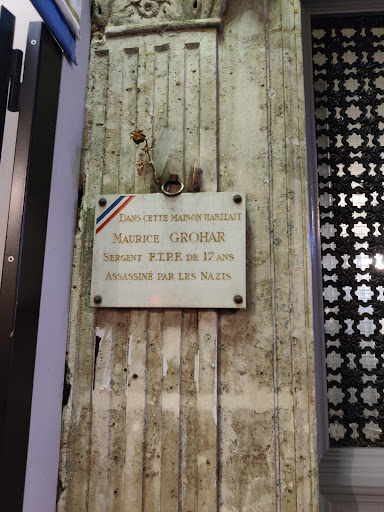 Dans cette maison habitait
Maurice GROHAR
Sergent F.T.P.F. de 17 ans
Assassiné par les Nazis